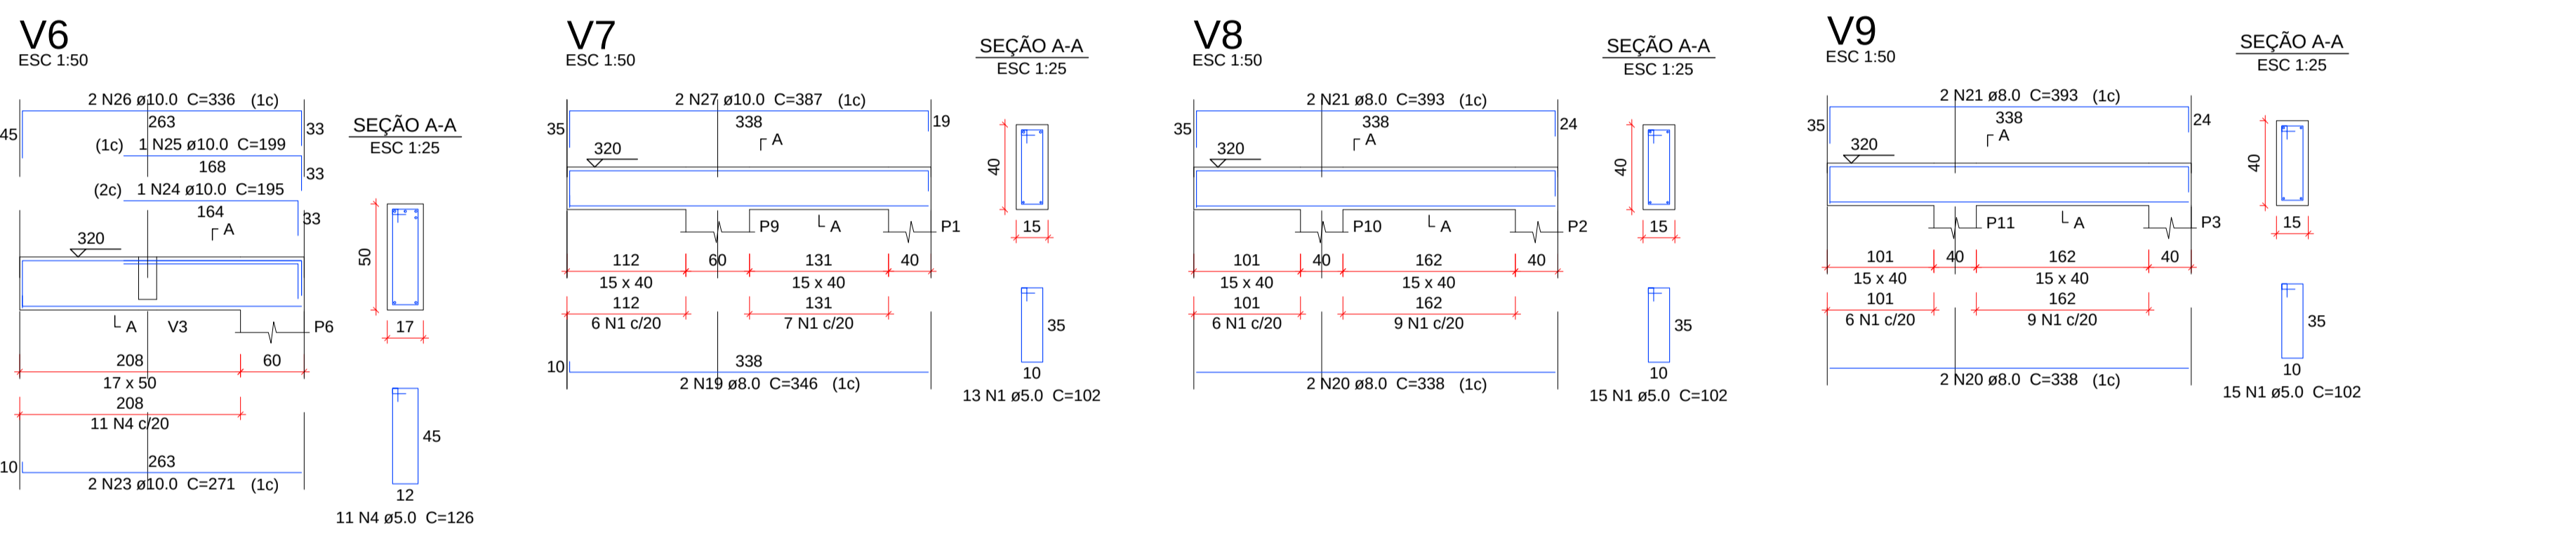 V6
ESC 1:50
2 N26 ø10.0 C=336 (1c)
45
263
33
(1c) 1 N25 ø10.0 C=199
168
33
(2c) 1 N24 ø10.0 C=195
164
33
A
320
A
V3
P6
208
60
17 x 50
208
11 N4 c/20
10
263
2 N23 ø10.0 C=271 (1c)
SEÇÃO A-A
ESC 1:25
50
17
45
12
11 N4 ø5.0 C=126
V7
ESC 1:50
2 N27 ø10.0 C=387 (1c)
35
338
19
A
320
P9
A
P1
112
60
131
40
15 x 40
15 x 40
112
131
6 N1 c/20
7 N1 c/20
10
338
2 N19 ø8.0 C=346 (1c)
SEÇÃO A-A
ESC 1:25
40
15
35
10
13 N1 ø5.0 C=102
V8
ESC 1:50
2 N21 ø8.0 C=393 (1c)
35
338
24
A
320
P10
A
P2
101
40
162
40
15 x 40
15 x 40
101
162
6 N1 c/20
9 N1 c/20
2 N20 ø8.0 C=338 (1c)
SEÇÃO A-A
ESC 1:25
40
15
35
10
15 N1 ø5.0 C=102
V9
ESC 1:50
2 N21 ø8.0 C=393 (1c)
35
338
24
A
320
P11
A
P3
101
40
162
40
15 x 40
15 x 40
101
162
6 N1 c/20
9 N1 c/20
2 N20 ø8.0 C=338 (1c)
SEÇÃO A-A
ESC 1:25
40
15
35
10
15 N1 ø5.0 C=102